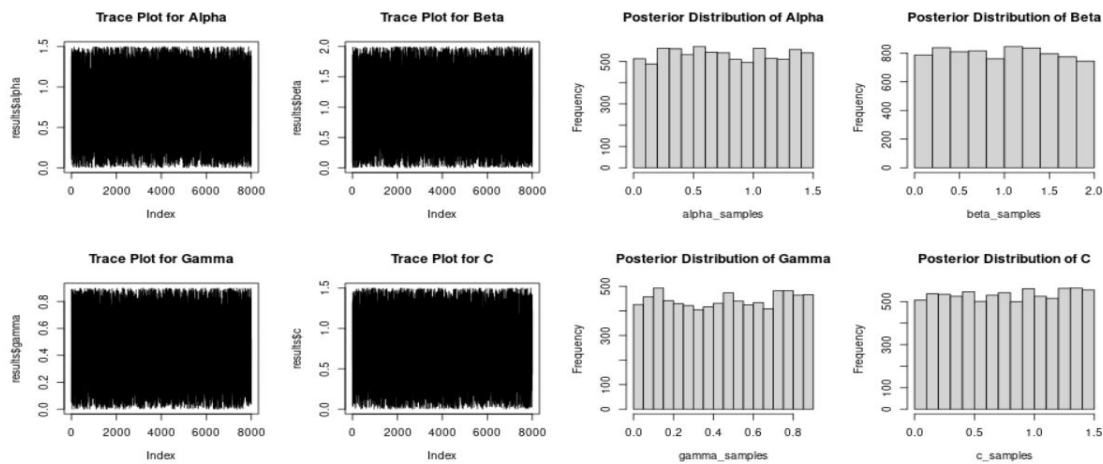 Trace Plot for Alpha
results$alpha
0.0 0.5 1.0 1.5
0 2000 4000 6000 8000
Index
Trace Plot for Beta
results$beta
0.0 0.5 1.0 1.5 2.0
0 2000 4000 6000 8000
Index
Posterior Distribution of Alpha
Frequency
0 100 300 500
0.0 0.5 1.0 1.5
alpha_samples
Posterior Distribution of Beta
Frequency
0 200 400 600 800
0.0 0.5 1.0 1.5 2.0
beta_samples
Trace Plot for Gamma
results$gamma
0.0 0.2 0.4 0.6 0.8
0 2000 4000 6000 8000
Index
Trace Plot for C
results$c
0.0 0.5 1.0 1.5
0 2000 4000 6000 8000
Index
Posterior Distribution of Gamma
Frequency
0 100 300 500
0.0 0.2 0.4 0.6 0.8
gamma_samples
Posterior Distribution of C
Frequency
0 100 300 500
0.0 0.5 1.0 1.5
c_samples